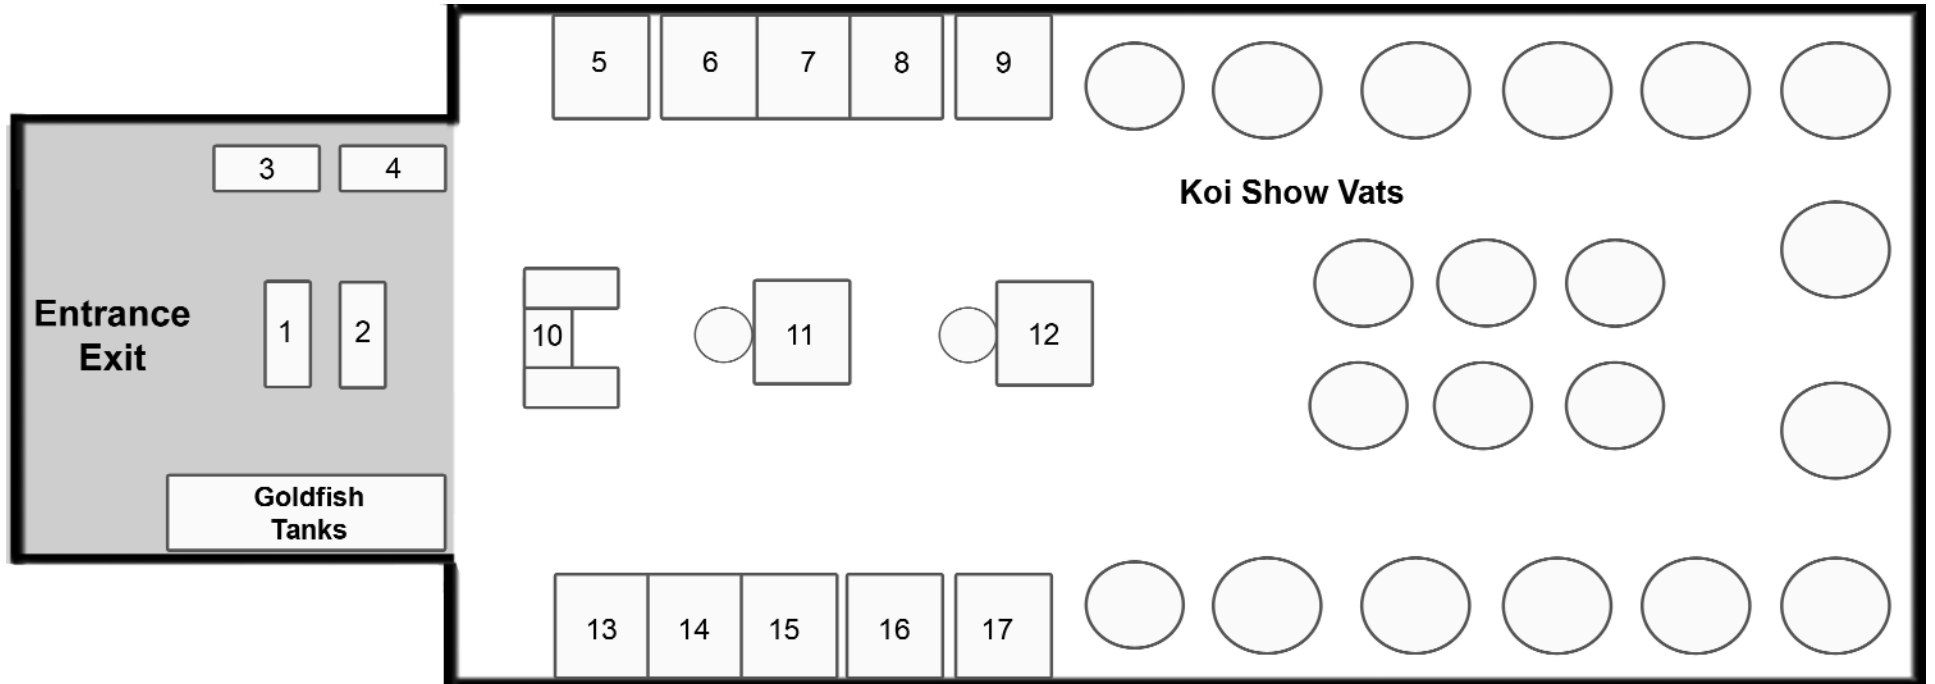 5 6 7 8 9
3 4
Koi Show Vats
Entrance
Exit
1 2
10 11 12
Goldfish
Tanks
13 14 15 16 17